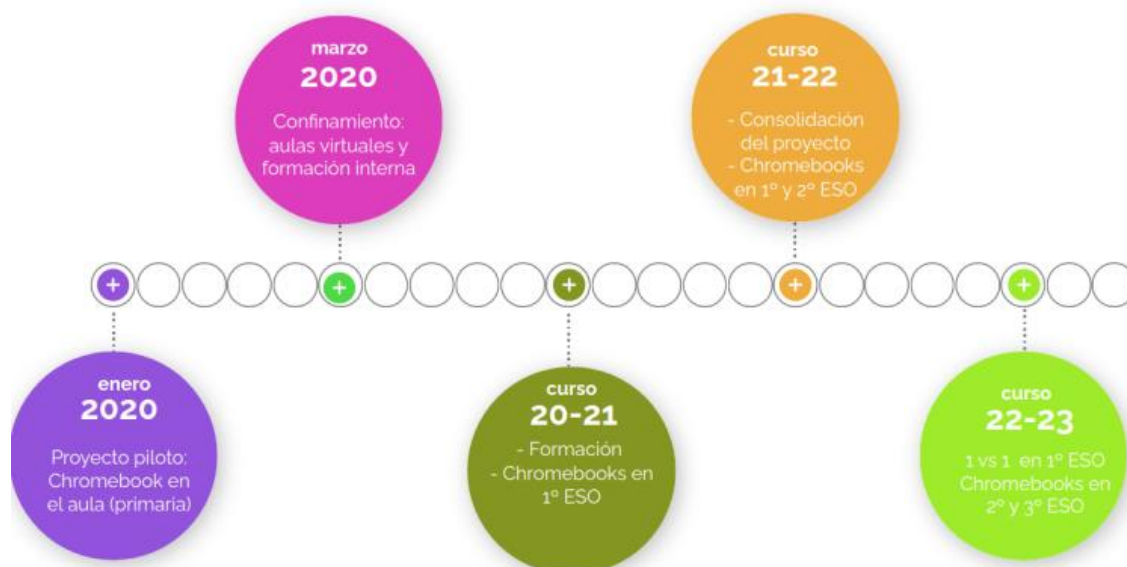 marzo
2020
Confinamiento:
aulas virtuales y
formación interna
curso
21-22
- Consolidación
del proyecto
- Chromebooks
en 1º y 2º ESO
+
+
+
+
+
enero
2020
Proyecto piloto:
Chromebook en
el aula (primaria)
curso
20-21
- Formación
- Chromebooks en
1º ESO
curso
22-23
1 vs 1 en 1º ESO
Chromebooks en
2º y 3º ESO